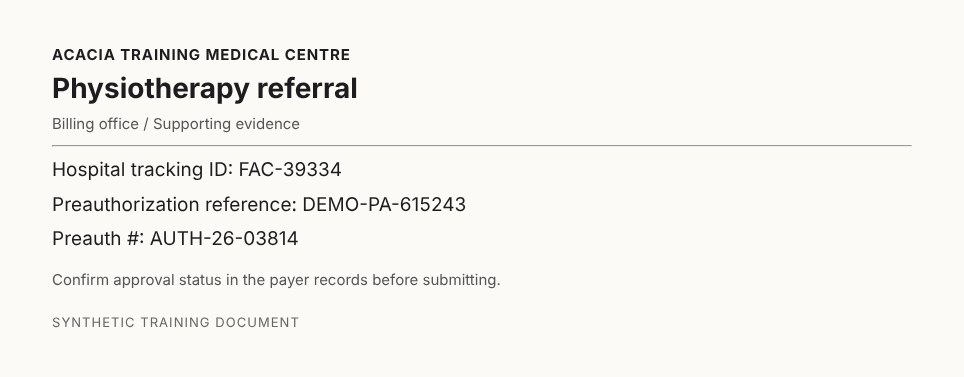 ACACIA TRAINING MEDICAL CENTRE
Physiotherapy referral
Billing office / Supporting evidence
Hospital tracking ID: FAC-39334
Preauthorization reference: DEMO-PA-615243
Preauth #: AUTH-26-03814
Confirm approval status in the payer records before submitting.
SYNTHETIC TRAINING DOCUMENT